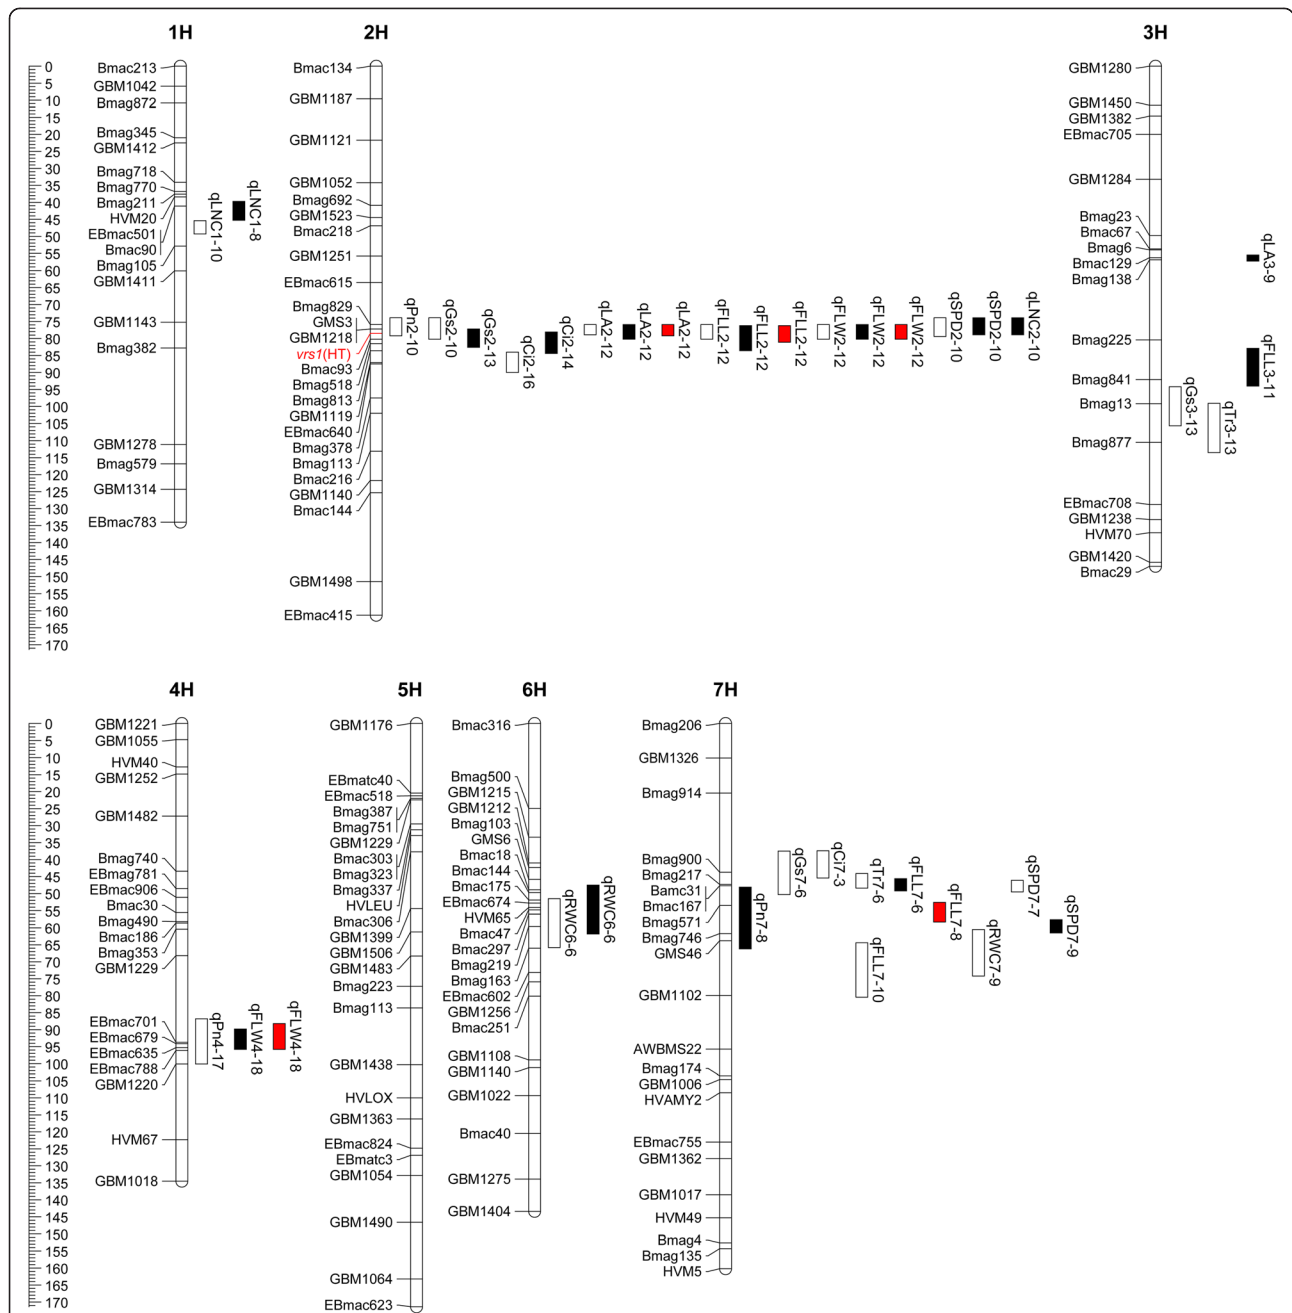 1H
2H
3H
0
5
10
15
20
25
30
35
40
45
50
55
60
65
70
75
80
85
90
95
100
105
110
115
120
125
130
135
140
145
150
155
160
165
170
Bmac213
GBM1042
Bmag872
Bmag345
GBM1412
Bmag718
Bmag770
Bmag211
HVM20
EBmac501
Bmac90
Bmag105
GBM1411
GBM1143
Bmag382
GBM1278
Bmag579
GBM1314
EBmac783
qLNC1-10
qLNC1-8
Bmac134
GBM1187
GBM1121
GBM1052
Bmag692
GBM1523
Bmac218
GBM1251
EBmac615
Bmag829
GMS3
GBM1218
vrs1(HT)
Bmac93
Bmag518
Bmag813
GBM1119
EBmac640
Bmag378
Bmag113
Bmac216
GBM1140
Bmac144
GBM1498
EBmac415
qPn2-10
qGs2-10
qGs2-13
qCi2-16
qCi2-14
qLA2-12
qLA2-12
qLA2-12
qFLL2-12
qFLL2-12
qFLL2-12
qFLW2-12
qFLW2-12
qFLW2-12
qSPD2-10
qSPD2-10
qLNC2-10
GBM1280
GBM1450
GBM1382
EBmac705
GBM1284
Bmag23
Bmac67
Bmag6
Bmac129
Bmag138
Bmag225
Bmag841
Bmag13
Bmag877
EBmac708
GBM1238
HVM70
GBM1420
Bmac29
qGs3-13
qTr3-13
qLA3-9
qFLL3-11
4H
5H
6H
7H
0
5
10
15
20
25
30
35
40
45
50
55
60
65
70
75
80
85
90
95
100
105
110
115
120
125
130
135
140
145
150
155
160
165
170
GBM1221
GBM1055
HVM40
GBM1252
GBM1482
Bmag740
EBmag781
EBmac906
Bmac30
Bmag490
Bmac186
Bmag353
GBM1229
EBmac701
EBmac679
EBmac635
EBmac788
GBM1220
HVM67
GBM1018
qPn4-17
qFLW4-18
qFLW4-18
GBM1176
EBmatc40
EBmac518
Bmag387
Bmag751
GBM1229
Bmac303
Bmag323
Bmag337
HVLEU
Bmac306
GBM1399
GBM1506
GBM1483
Bmag223
Bmag113
GBM1438
HVLOX
GBM1363
EBmac824
EBmatc3
GBM1054
GBM1490
GBM1064
EBmac623
Bmac316
Bmag500
GBM1215
GBM1212
Bmag103
GMS6
Bmac18
Bmac144
Bmac175
EBmac674
HVM65
Bmac47
Bmac297
Bmag219
Bmag163
EBmac602
GBM1256
Bmac251
GBM1108
GBM1140
GBM1022
Bmac40
GBM1275
GBM1404
qRWC6-6
qRWC6-6
Bmag206
GBM1326
Bmag914
Bmag900
Bmag217
Bamc31
Bmac167
Bmag571
Bmag746
GMS46
GBM1102
AWBMS22
Bmag174
GBM1006
HVAMY2
EBmac755
GBM1362
GBM1017
HVM49
Bmag4
Bmag135
HVM5
qPn7-8
qGs7-6
qCi7-3
qTr7-6
qFLL7-10
qFLL7-6
qFLL7-8
qRWC7-9
qSPD7-7
qSPD7-9